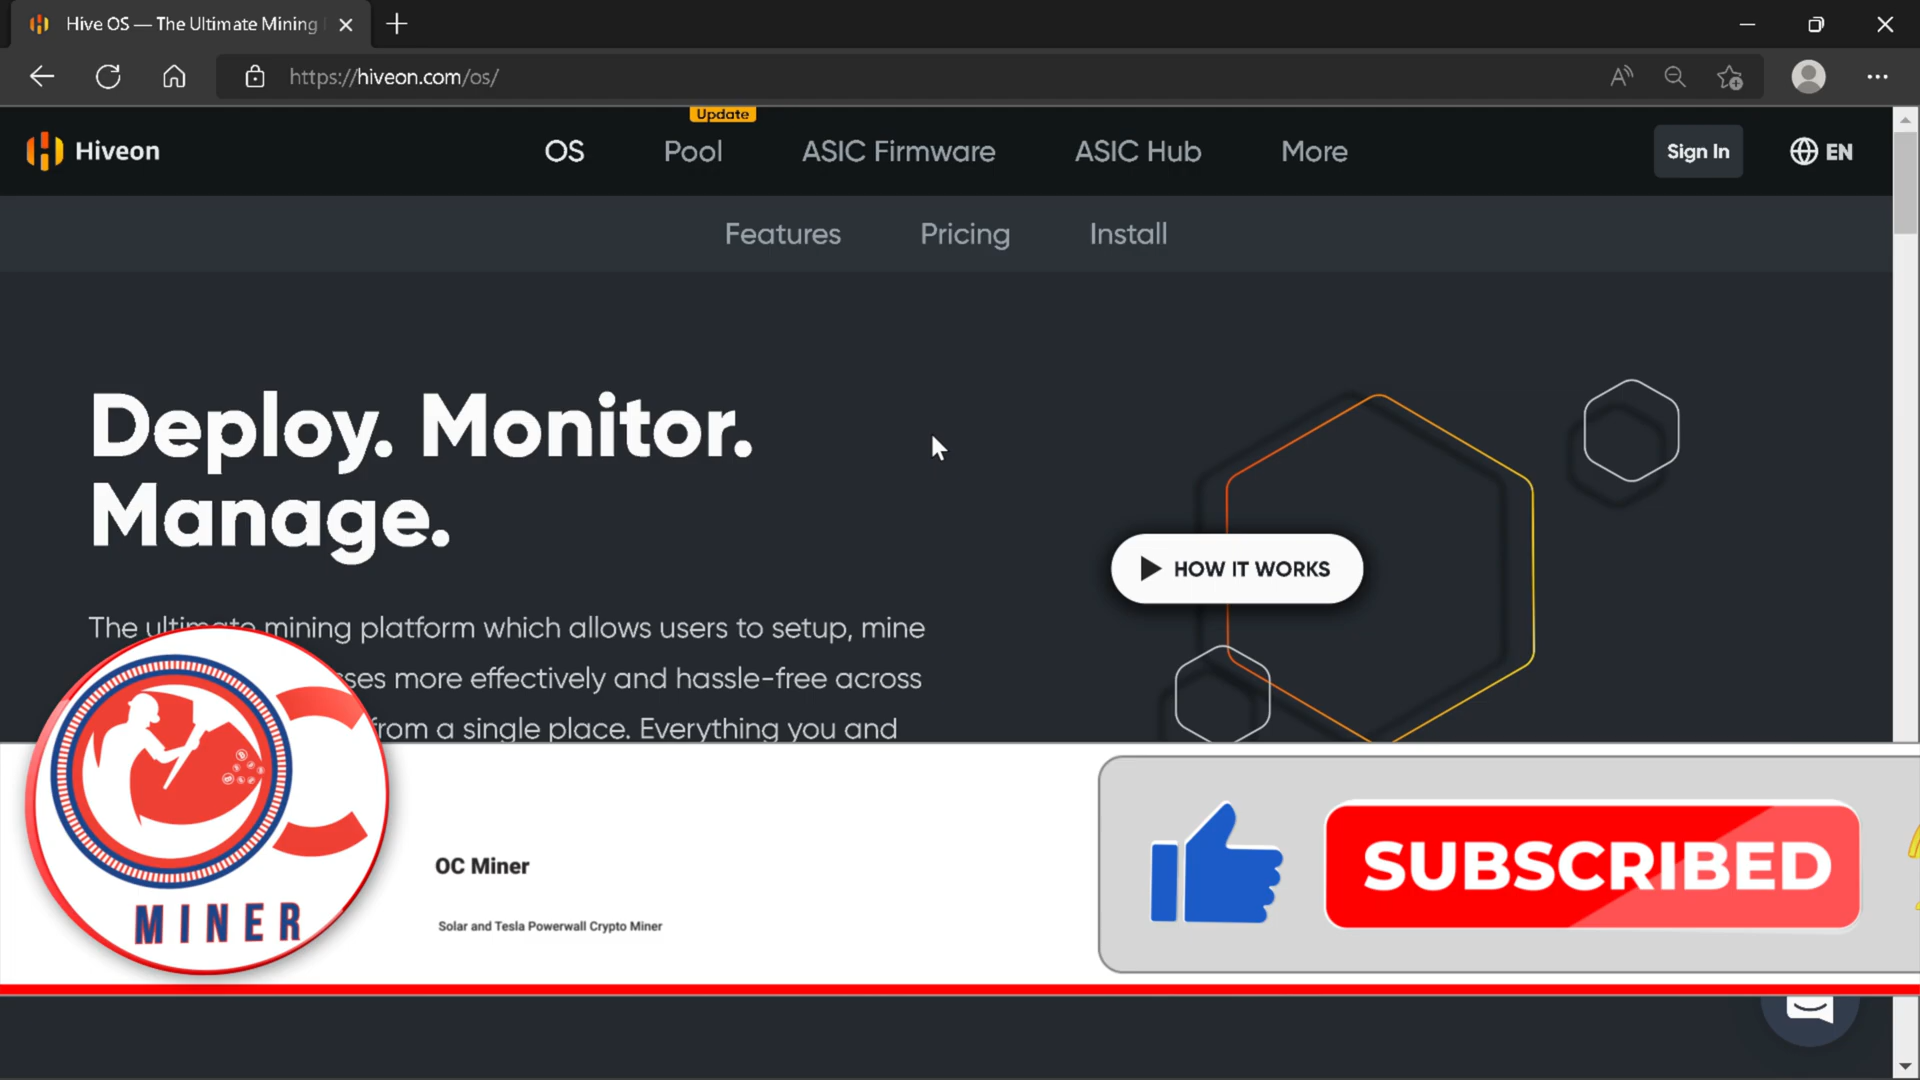 Hive OS — The Ultimate Mining
https://hiveon.com/os/
Update
Hiveon
OS
Pool
ASIC Firmware
ASIC Hub
More
Sign In
EN
Features
Pricing
Install
Deploy. Monitor.
Manage.
HOW IT WORKS
The ultimate mining platform which allows users to setup, mine
more effectively and hassle-free across
from a single place. Everything you and
C
MINER
OC Miner
Solar and Tesla Powerwall Crypto Miner
SUBSCRIBED